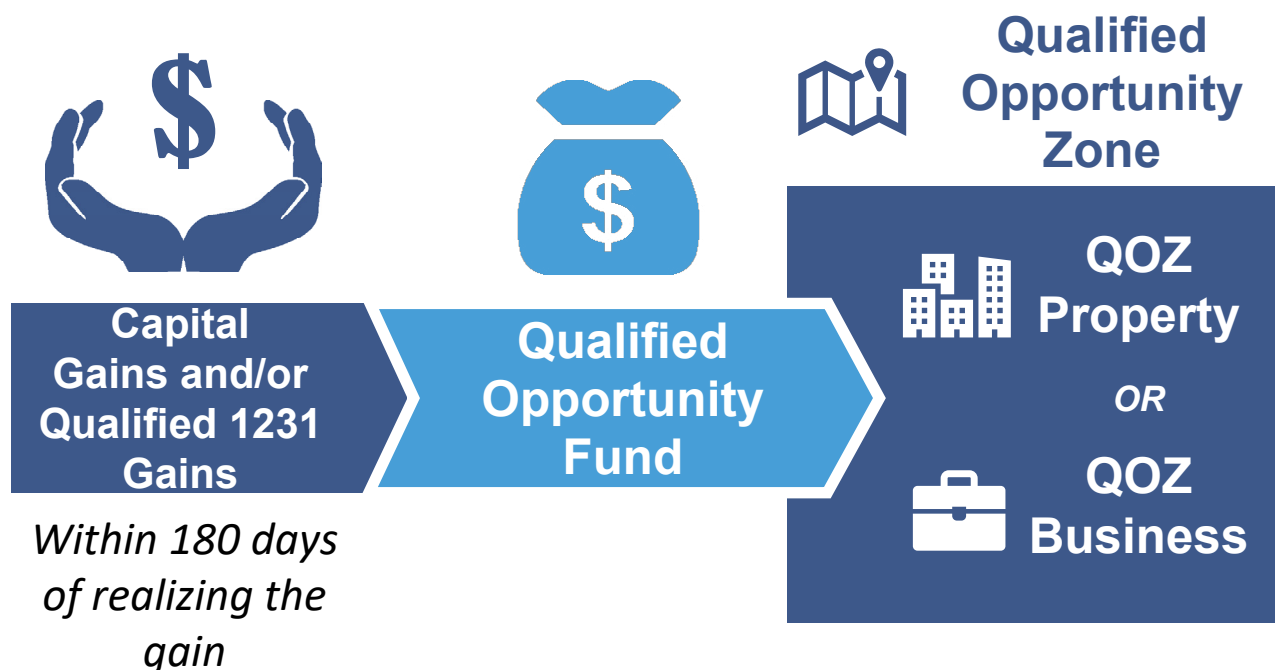 $
Capital
Gains and/or
Qualified 1231
Gains
Within 180 days
of realizing the
gain
$
Qualified
Opportunity
Fund
Qualified
Opportunity
Zone
QOZ
Property
OR
QOZ
Business